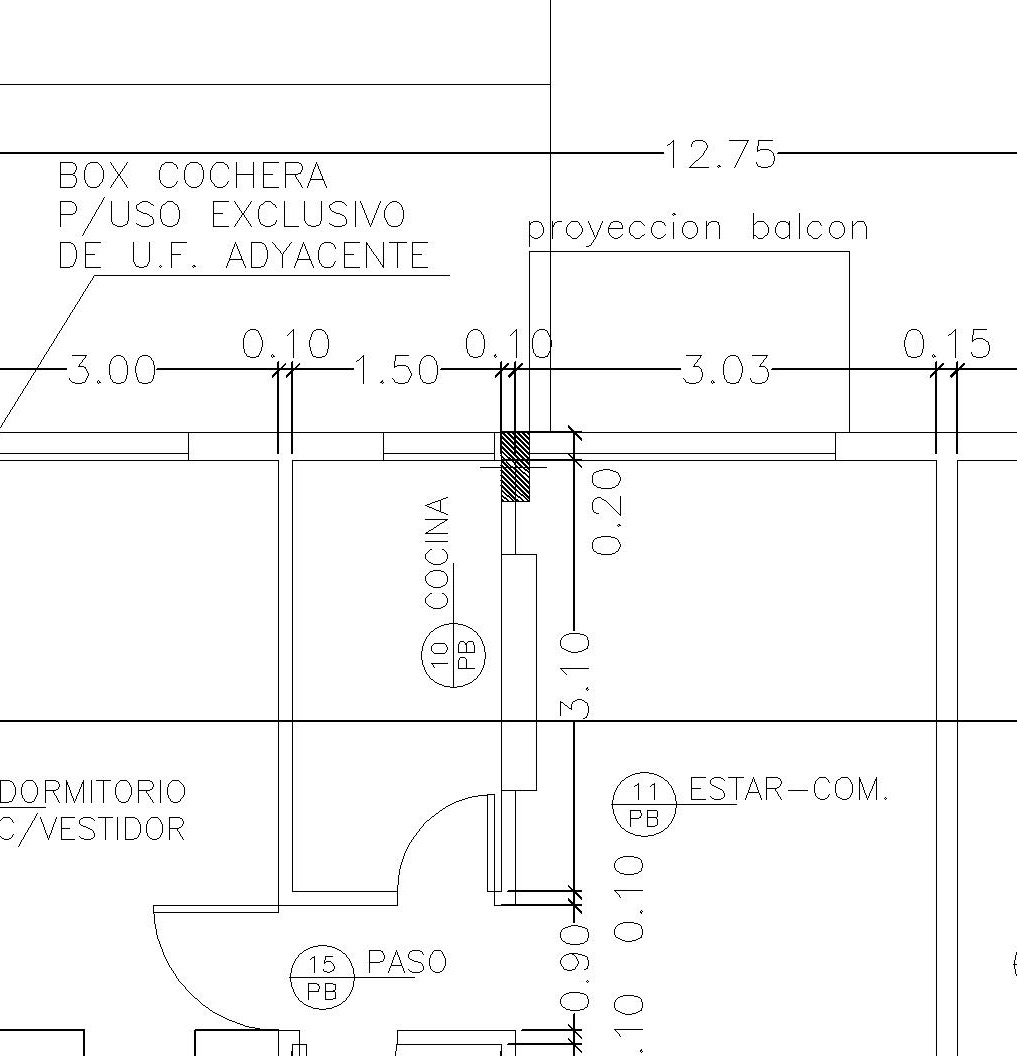 12.75
BOX COCHERA
P/USO EXCLUSIVO
DE U.F. ADYACENTE
proyeccion balcon
0.10
0.10
0.15
3.00
1.50
3.03
0.20
COCINA
10
PB
3.10
DORMITORIO
C/VESTIDOR
11
PB
ESTAR-COM.
0.10
0.90
15
PB
PASO
.10